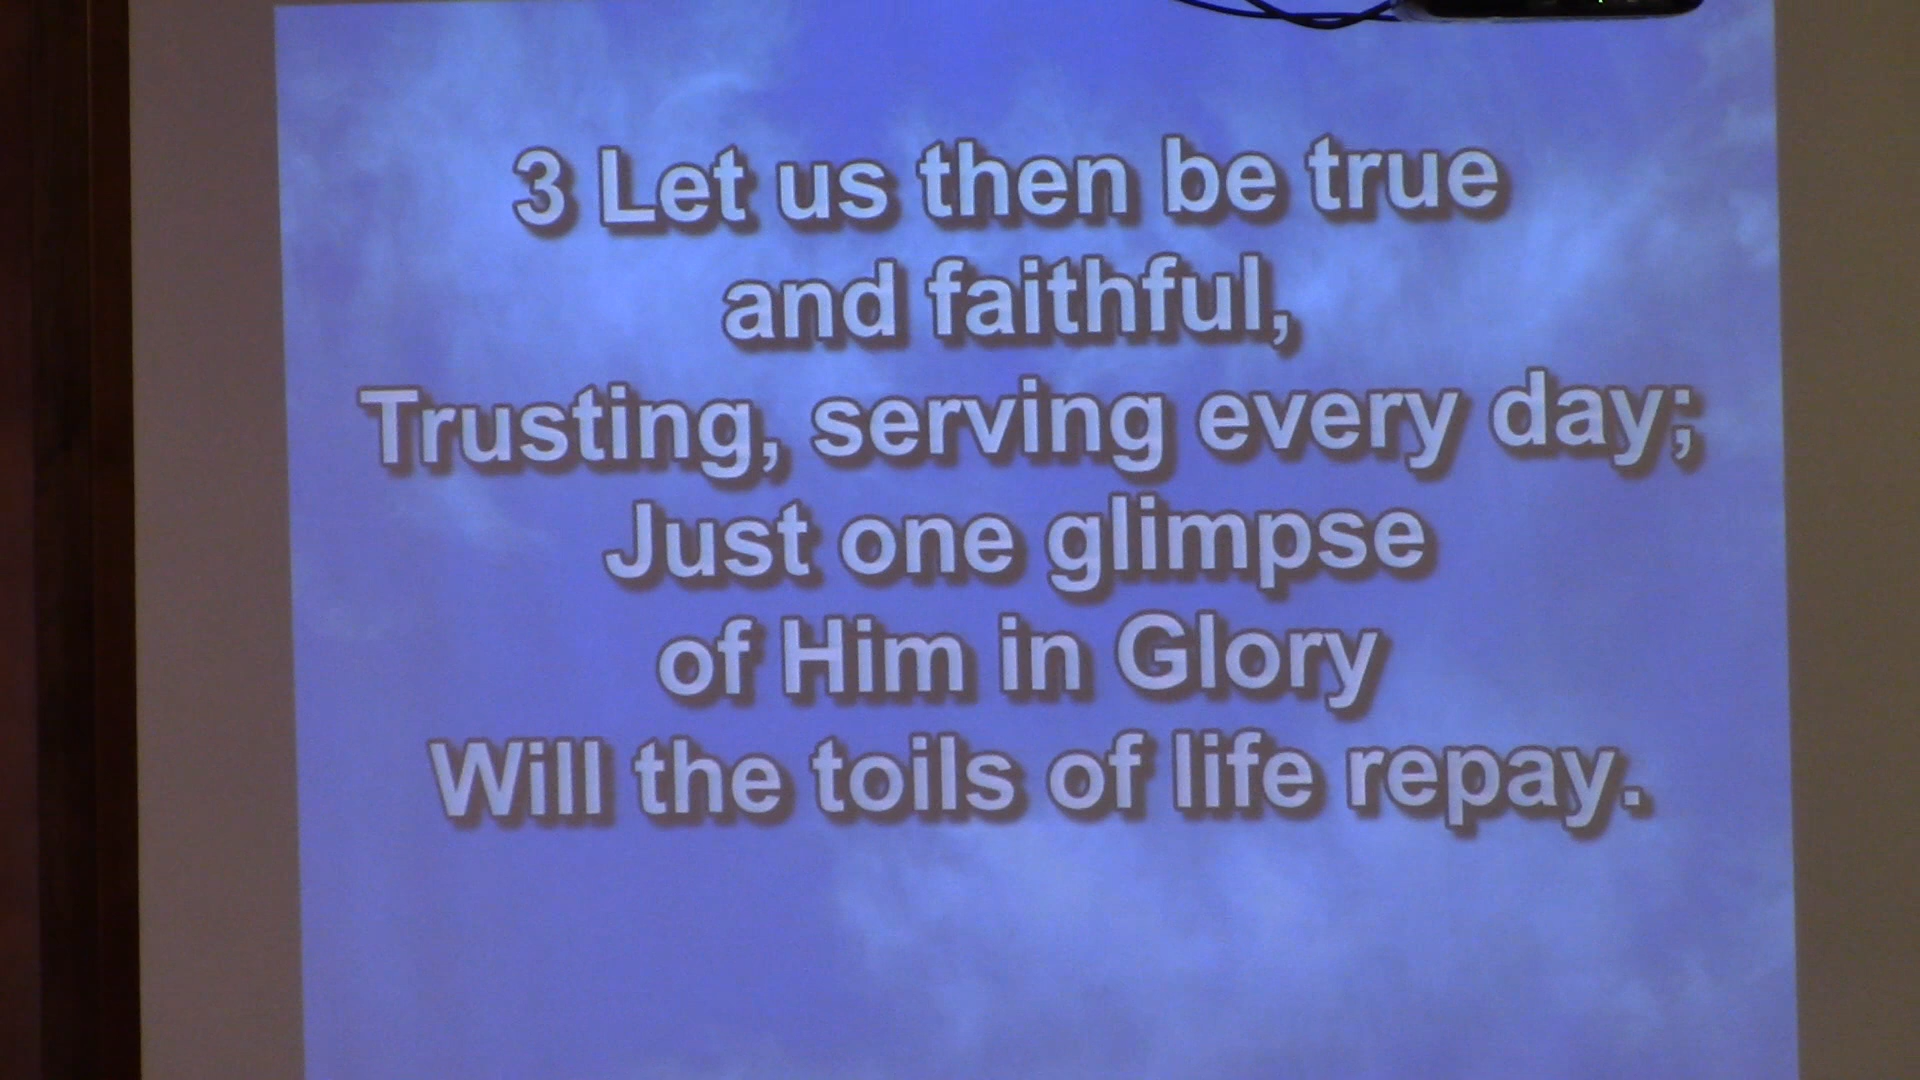 3 Let us then be true
and faithful,
Trusting, serving every day;
Just one glimpse
of Him in Glory
Will the toils of life repay.